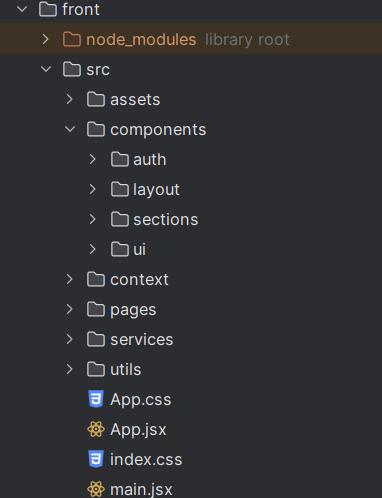 front
node_modules library root
src
assets
components
auth
layout
sections
ui
context
pages
services
utils
App.css
App.jsx
index.css
main.jsx